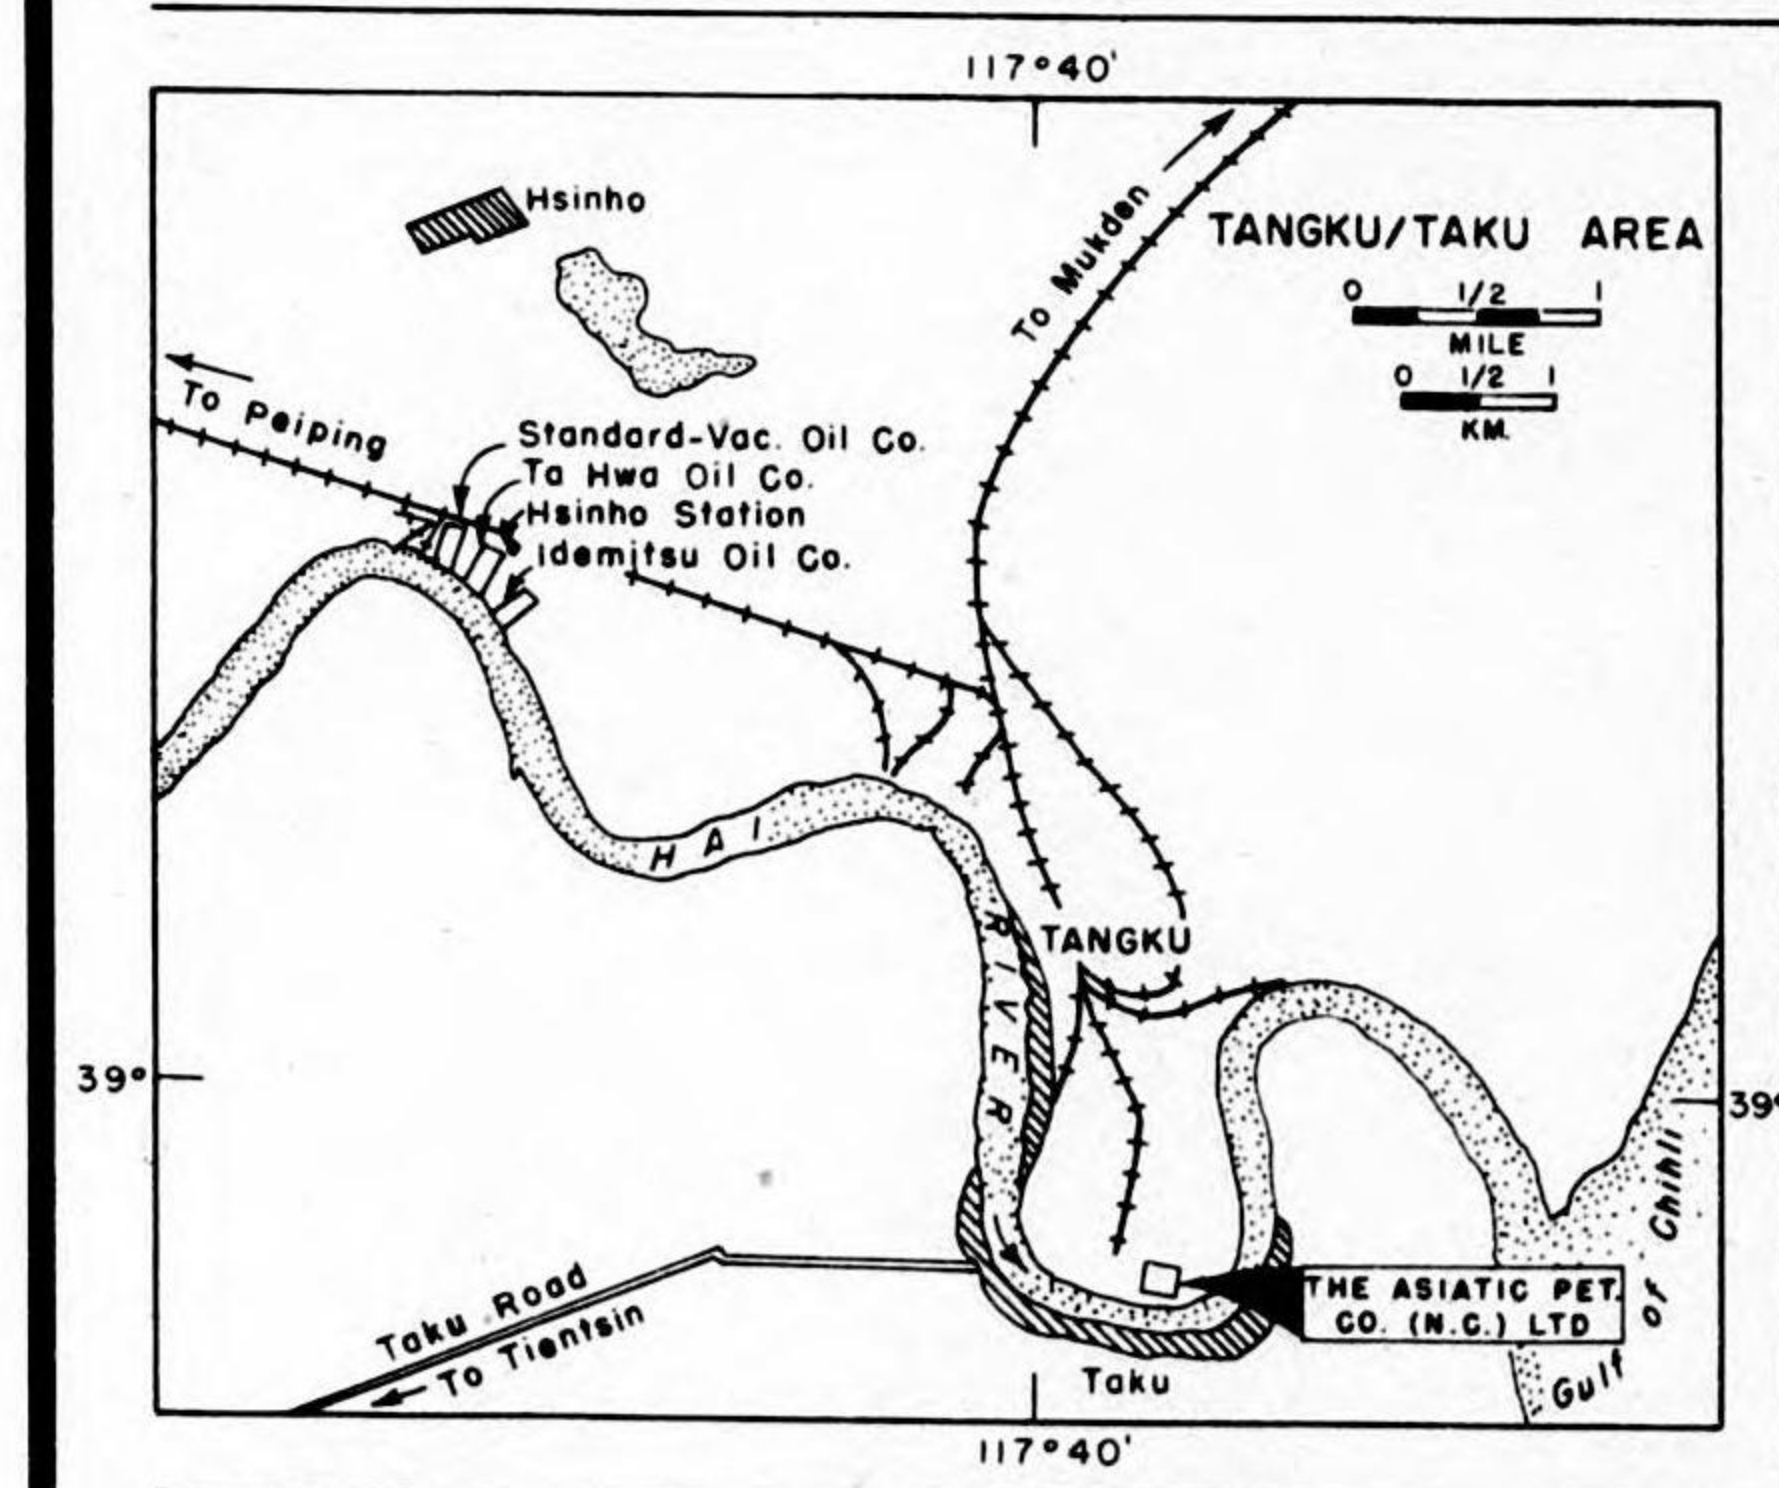 117°40'
Hsinho
To Mukden
TANGKU/TAKU AREA
0 1/2 1
MILE
0 1/2 1
KM.
To Peiping
Standard-Vac. Oil Co.
Ta Hwa Oil Co.
Hsinho Station
Idemitsu Oil Co.
HAI
RIVER
TANGKU
39°
39°
Gulf of Chihli
THE ASIATIC PET.
CO. (N.C.) LTD
Taku Road
To Tientsin
Taku
117°40'